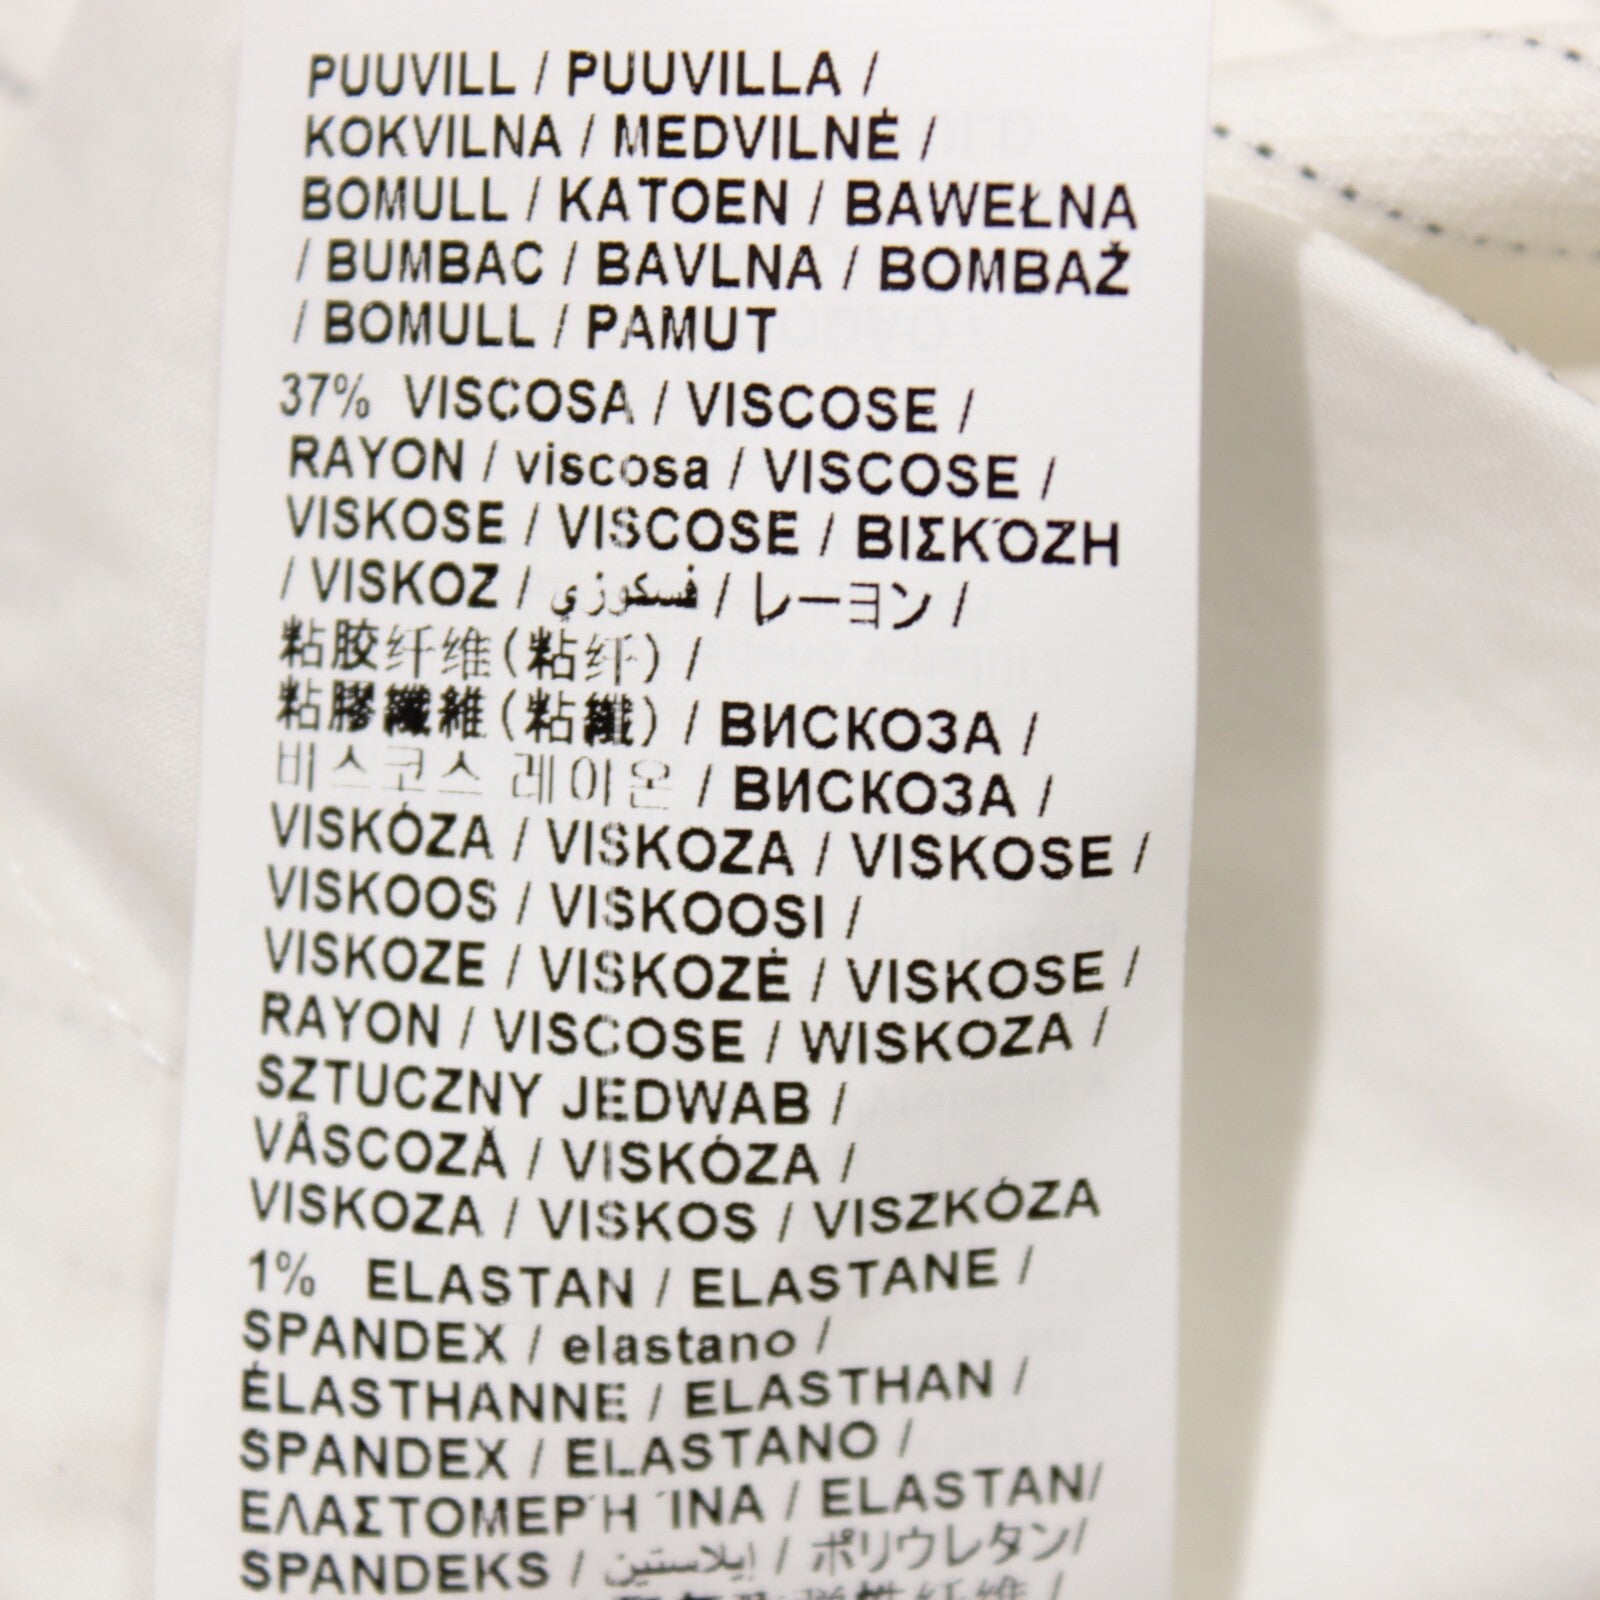 PUUVILL / PUUVILLA /
KOKVILNA / MEDVILNĖ /
BOMULL / KATOEN / BAWEŁNA
/ BUMBAC / BAVLNA / BOMBAŽ
/ BOMULL / PAMUT
37% VISCOSA / VISCOSE /
RAYON / viscosa / VISCOSE /
VISKOSE / VISCOSE / ΒΙΣΚΌΖΗ
/ VISKOZ / فسكوزي / レーヨン /
粘胶纤维(粘纤) /
粘膠纖維(粘纖) / ВИСКОЗА /
비스코스 레이온 / ВИСКОЗА /
VISKÓZA / VISKOZA / VISKOSE /
VISKOOS / VISKOOSI /
VISKOZE / VISKOZĖ / VISKOSE /
RAYON / VISCOSE / WISKOZA /
SZTUCZNY JEDWAB /
VÂSCOZĂ / VISKÓZA /
VISKOZA / VISKOS / VISZKÓZA
1% ELASTAN / ELASTANE /
SPANDEX / elastano /
ÉLASTHANNE / ELASTHAN /
SPANDEX / ELASTANO /
ΕΛΑΣΤΟΜΕΡΉ ΊΝΑ / ELASTAN/
SPANDEKS / إيلاستين / ポリウレタン/
弹性纤维 /